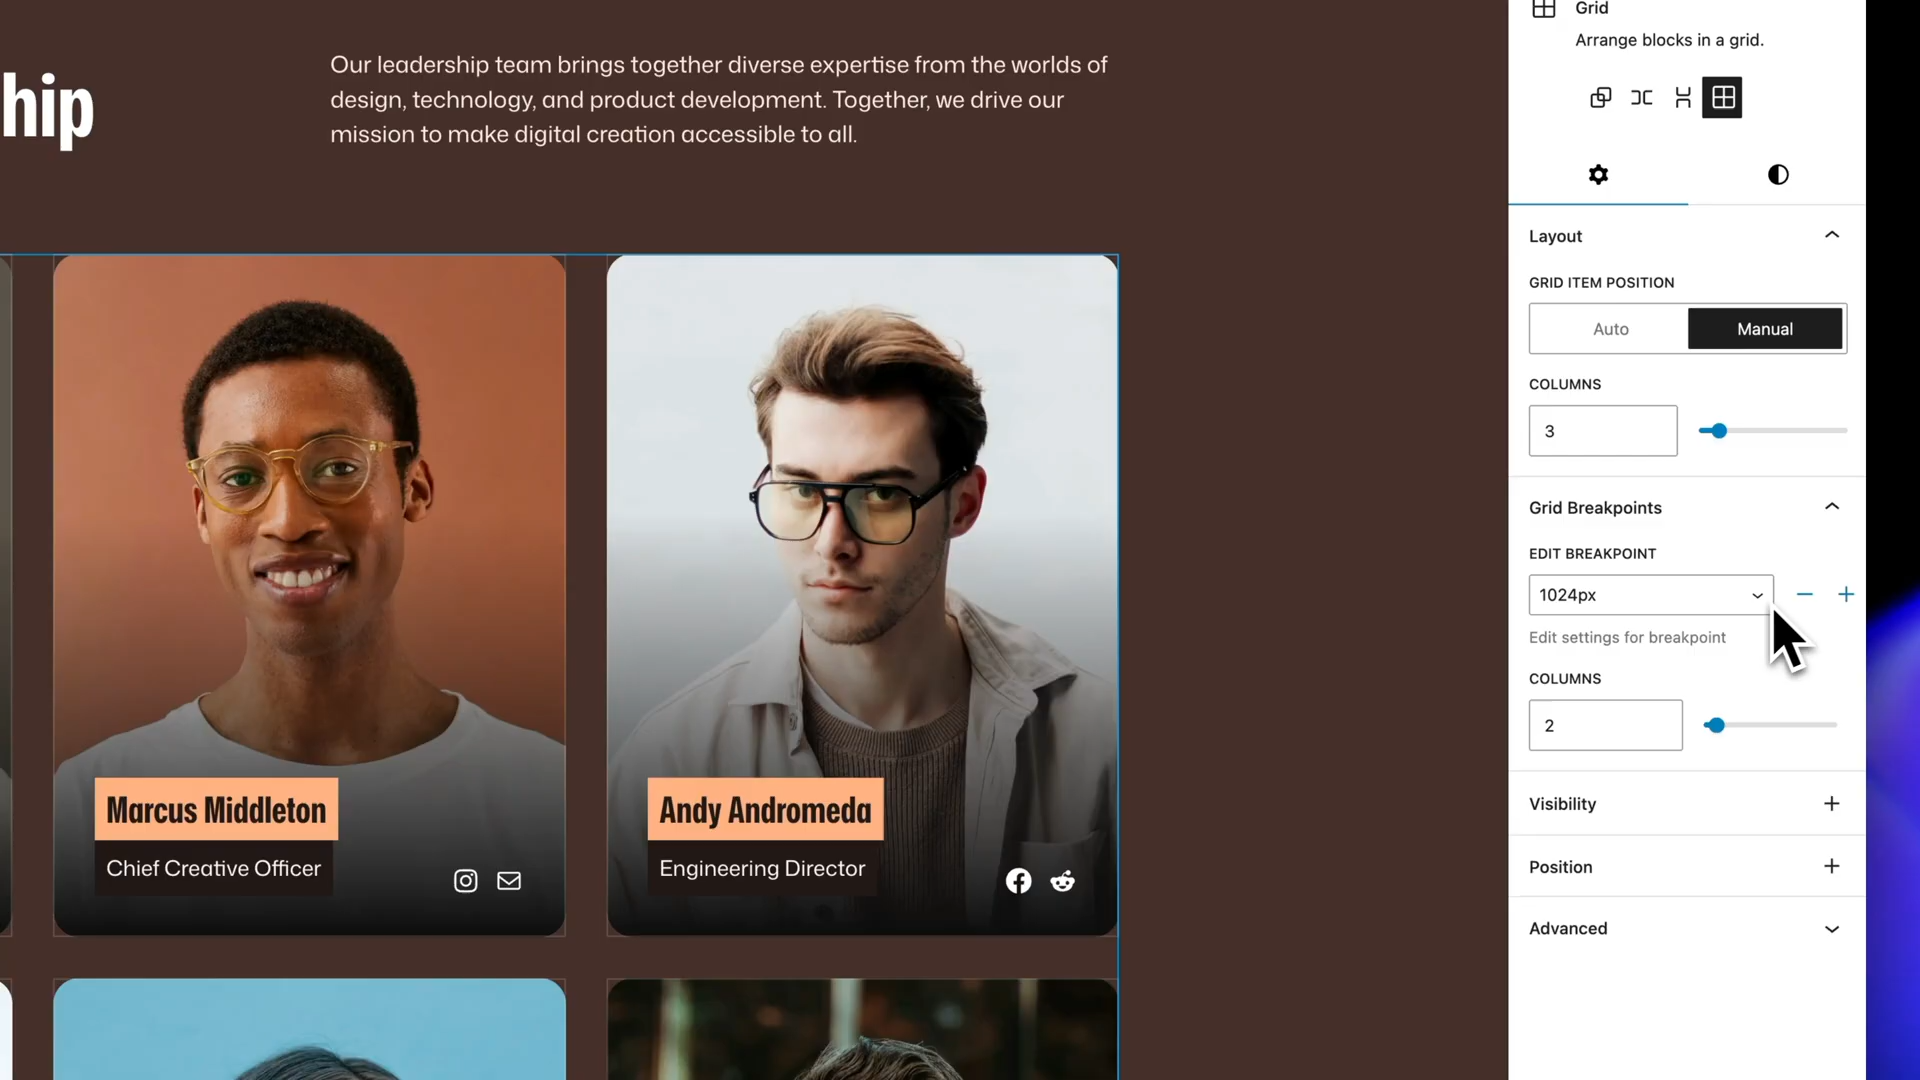 hip
Our leadership team brings together diverse expertise from the worlds of
design, technology, and product development. Together, we drive our
mission to make digital creation accessible to all.
Marcus Middleton
Chief Creative Officer
Andy Andromeda
Engineering Director
Grid
Arrange blocks in a grid.
Layout
GRID ITEM POSITION
Auto
Manual
COLUMNS
3
Grid Breakpoints
EDIT BREAKPOINT
1024px
Edit settings for breakpoint
COLUMNS
2
Visibility
Position
Advanced